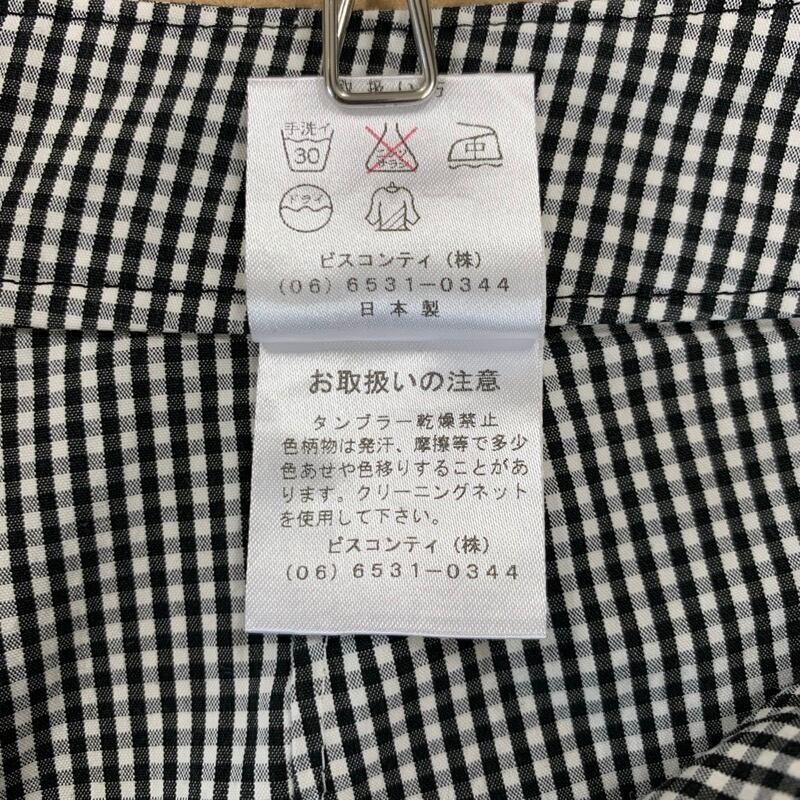 手洗イ
30
中
ドライ
ビスコンティ(株)
(06)6531-0344
日本製
お取扱いの注意
タンブラー乾燥禁止
色柄物は発汗、摩擦等で多少
色あせや色移りすることがあ
ります。クリーニングネット
を使用して下さい。
ビスコンティ(株)
(06)6531-0344